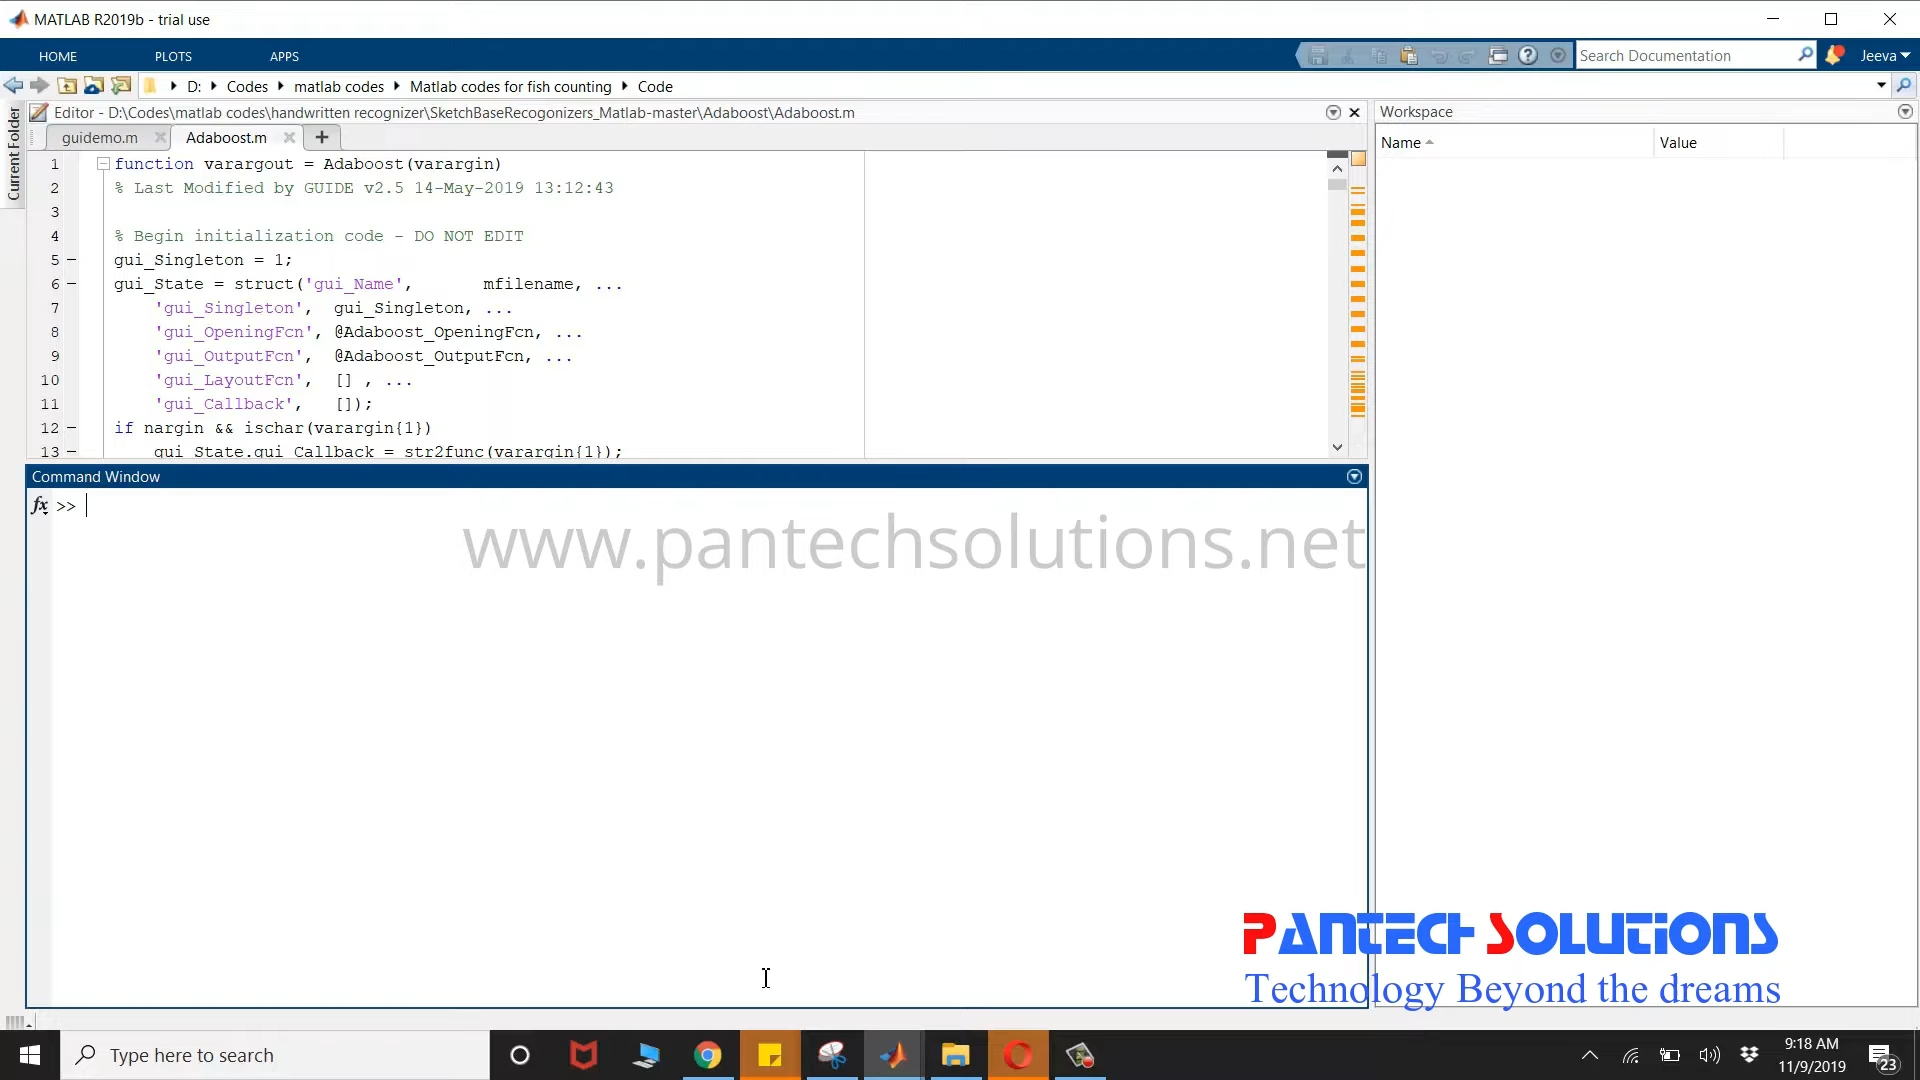 MATLAB R2019b - trial use
HOME PLOTS APPS Search Documentation Jeeva
D: Codes matlab codes Matlab codes for fish counting Code
Current Folder
Editor - D:\Codes\matlab codes\handwritten recognizer\SketchBaseRecogonizers_Matlab-master\Adaboost\Adaboost.m
guidemo.m Adaboost.m +
1 function varargout = Adaboost(varargin)
2 % Last Modified by GUIDE v2.5 14-May-2019 13:12:43
3
4 % Begin initialization code - DO NOT EDIT
5 - gui_Singleton = 1;
6 - gui_State = struct('gui_Name', mfilename, ...
7 'gui_Singleton', gui_Singleton, ...
8 'gui_OpeningFcn', @Adaboost_OpeningFcn, ...
9 'gui_OutputFcn', @Adaboost_OutputFcn, ...
10 'gui_LayoutFcn', [] , ...
11 'gui_Callback', []);
12 - if nargin && ischar(varargin{1})
13 - gui_State.gui_Callback = str2func(varargin{1});
Command Window
fx >>
www.pantechsolutions.net
Workspace
Name Value
PANTECH SOLUTIONS
Technology Beyond the dreams
Type here to search
9:18 AM
11/9/2019
23